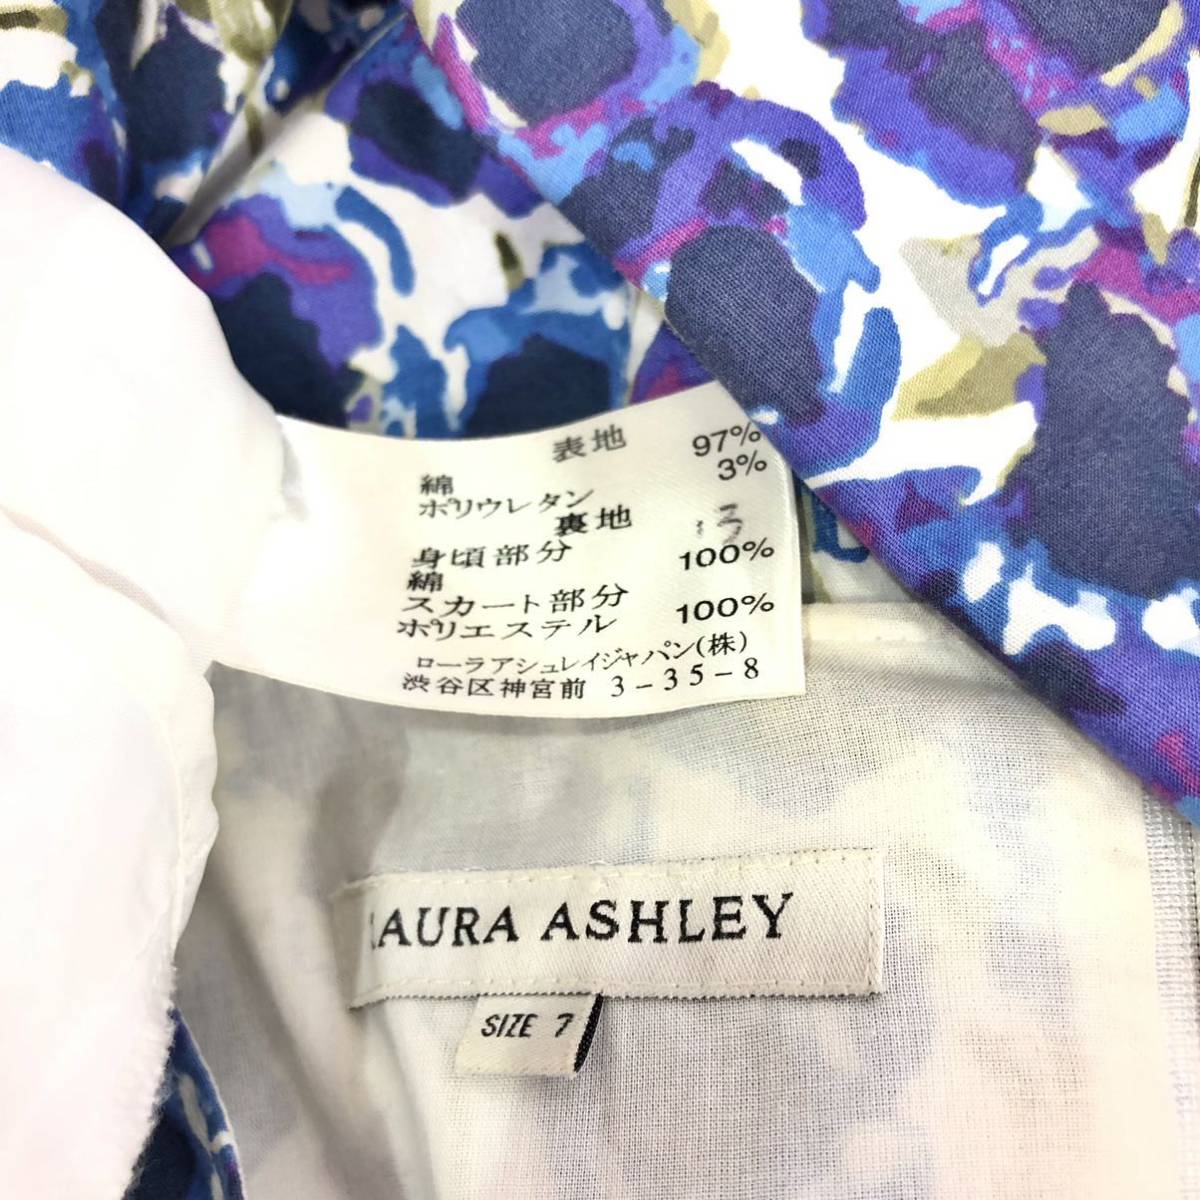 表地
綿 97%
ポリウレタン 3%
裏地
身頃部分
綿 100%
スカート部分
ポリエステル 100%
ローラアシュレイジャパン(株)
渋谷区神宮前 3-35-8
LAURA ASHLEY
SIZE 7